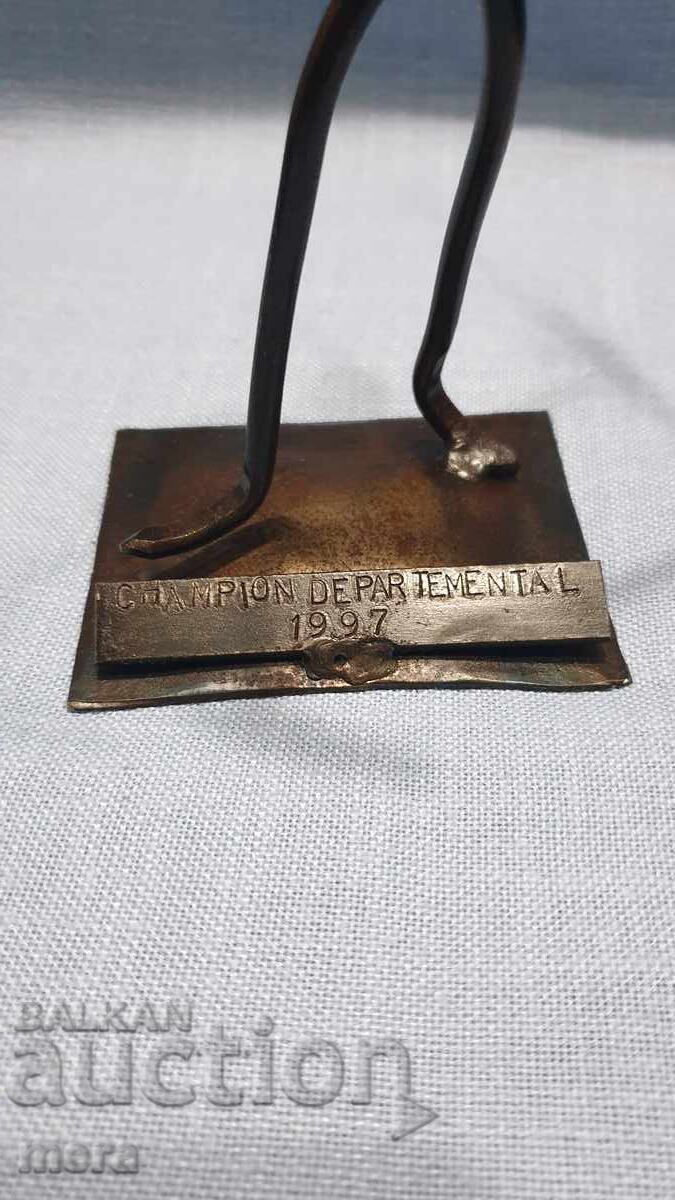 CHAMPION DEPARTEMENTAL
1997
BALKAN
auction
mora